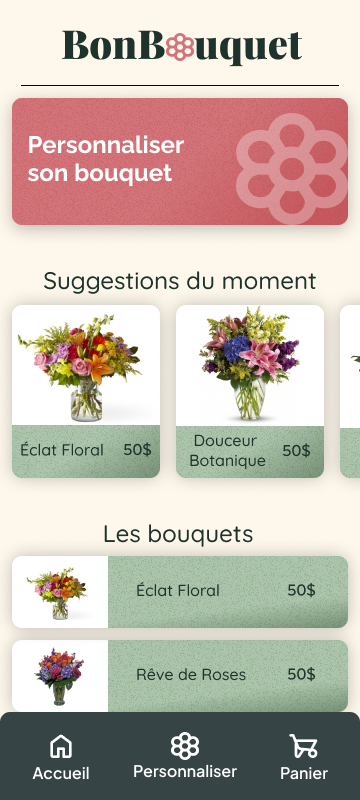 BonBouquet
Personnaliser
son bouquet
Suggestions du moment
Éclat Floral 50$
Douceur
Botanique 50$
Les bouquets
Éclat Floral 50$
Rêve de Roses 50$
Accueil Personnaliser Panier